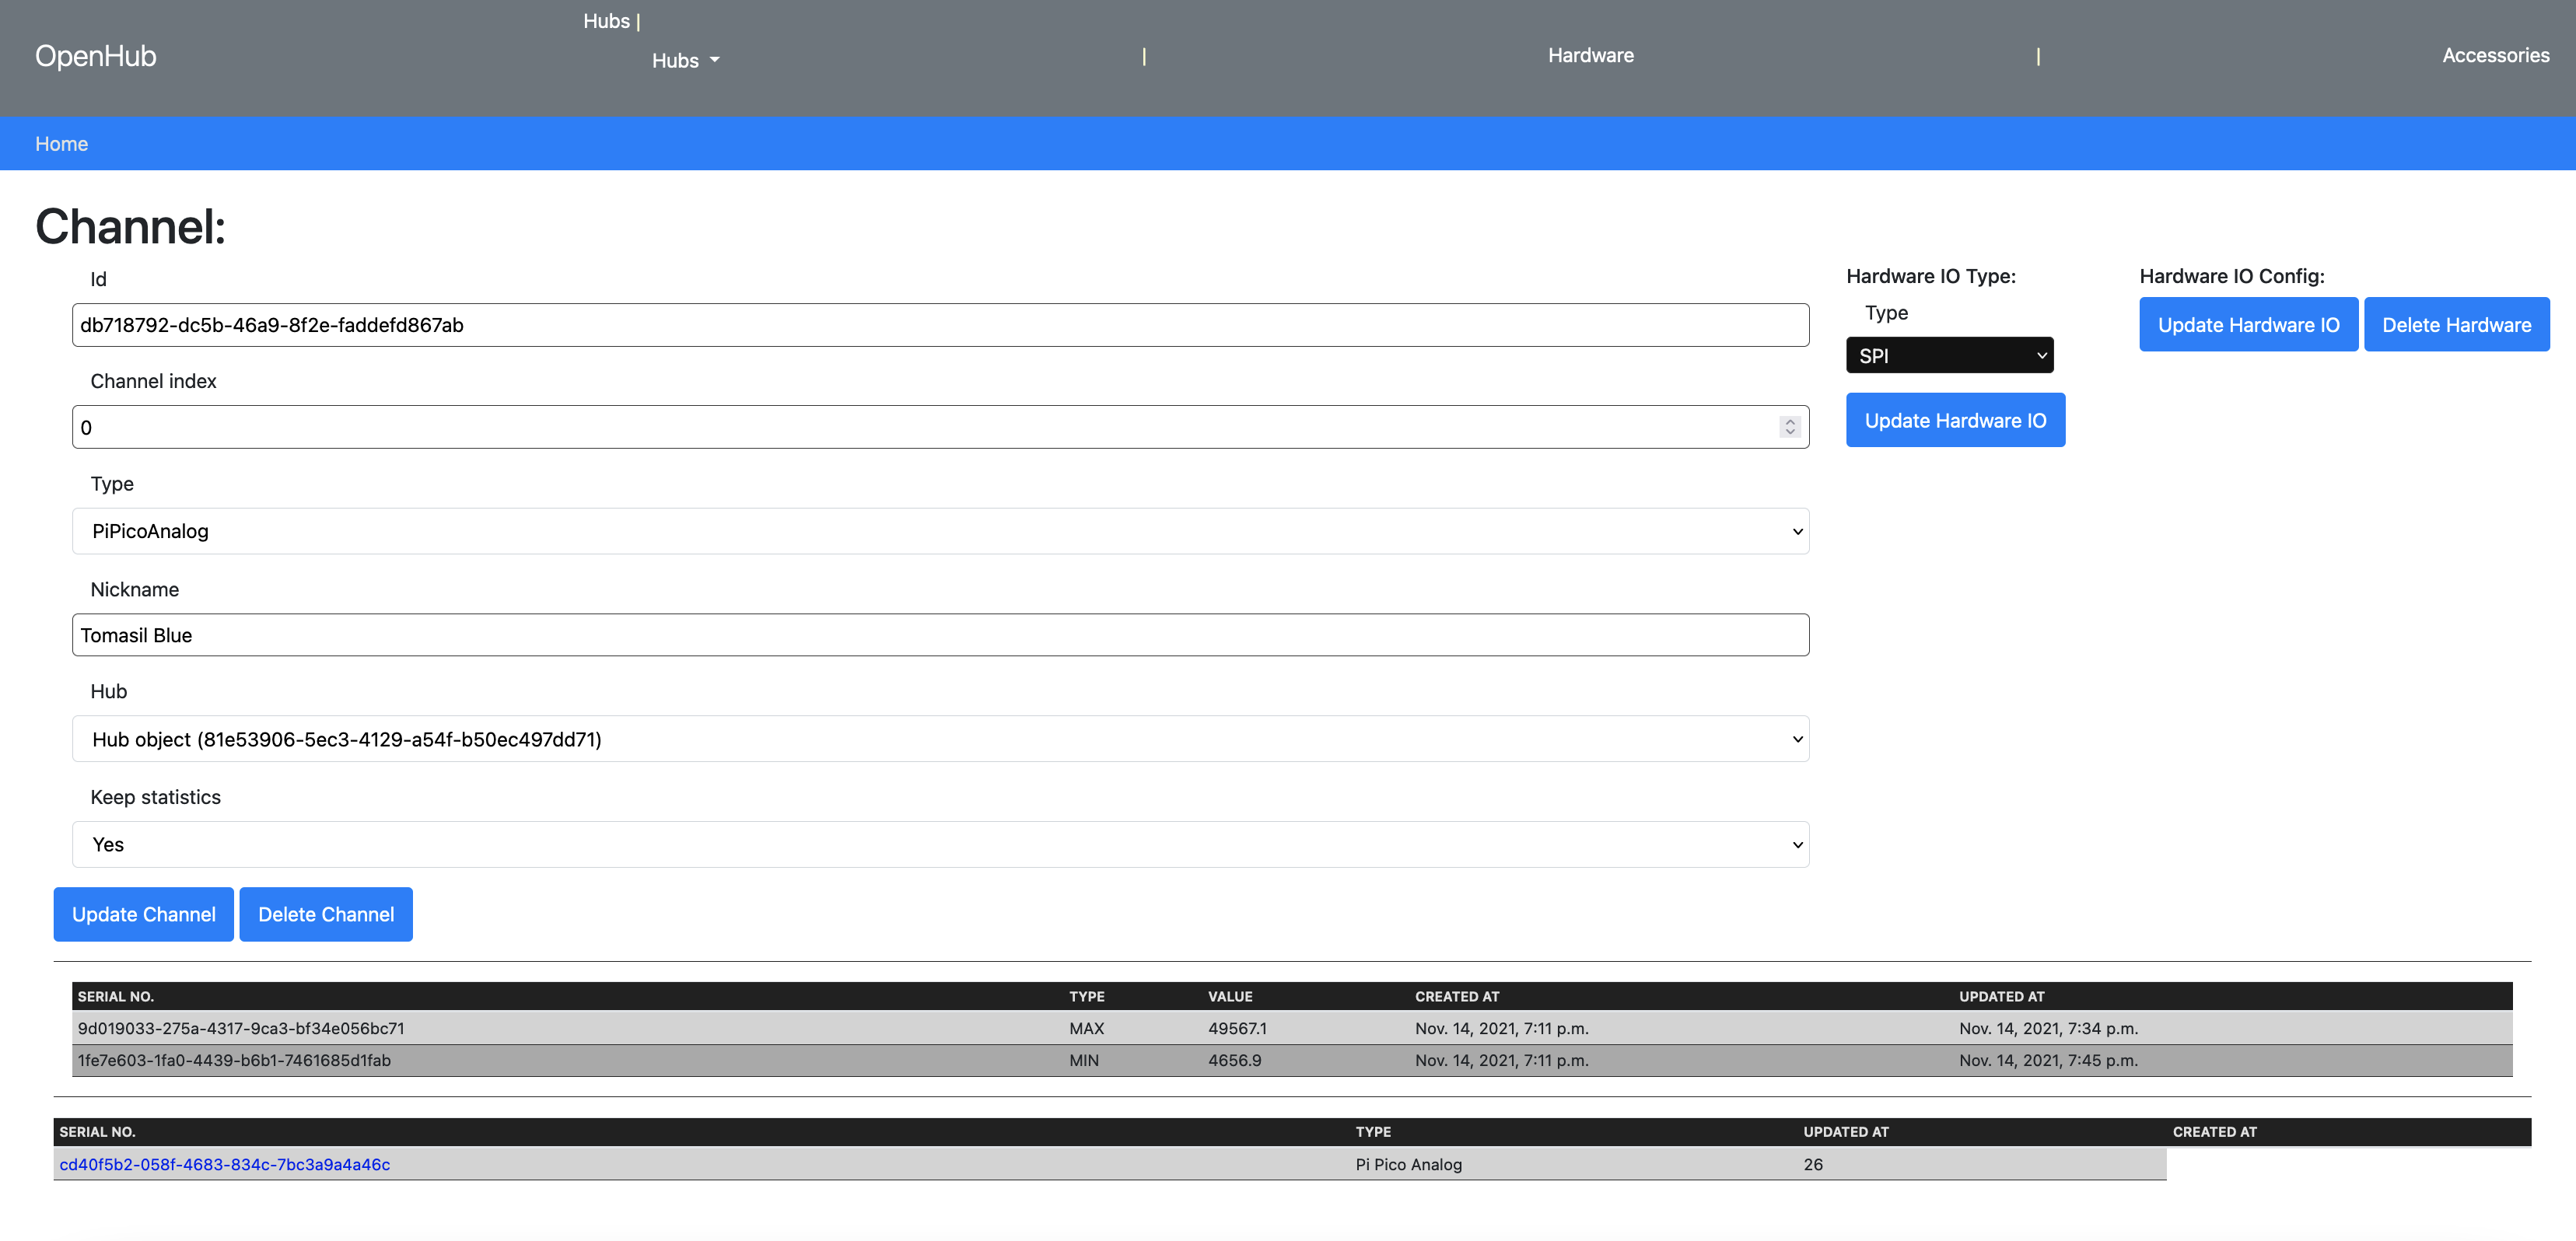 OpenHub
Hubs |
Hubs
|
Hardware
|
Accessories
Home
Channel:
Id
db718792-dc5b-46a9-8f2e-faddefd867ab
Channel index
0
Type
PiPicoAnalog
Nickname
Tomasil Blue
Hub
Hub object (81e53906-5ec3-4129-a54f-b50ec497dd71)
Keep statistics
Yes
Update Channel Delete Channel
Hardware IO Type:
Type
SPI
Update Hardware IO
Hardware IO Config:
Update Hardware IO Delete Hardware
SERIAL NO. TYPE VALUE CREATED AT UPDATED AT
9d019033-275a-4317-9ca3-bf34e056bc71 MAX 49567.1 Nov. 14, 2021, 7:11 p.m. Nov. 14, 2021, 7:34 p.m.
1fe7e603-1fa0-4439-b6b1-7461685d1fab MIN 4656.9 Nov. 14, 2021, 7:11 p.m. Nov. 14, 2021, 7:45 p.m.
SERIAL NO. TYPE UPDATED AT CREATED AT
cd40f5b2-058f-4683-834c-7bc3a9a4a46c Pi Pico Analog 26